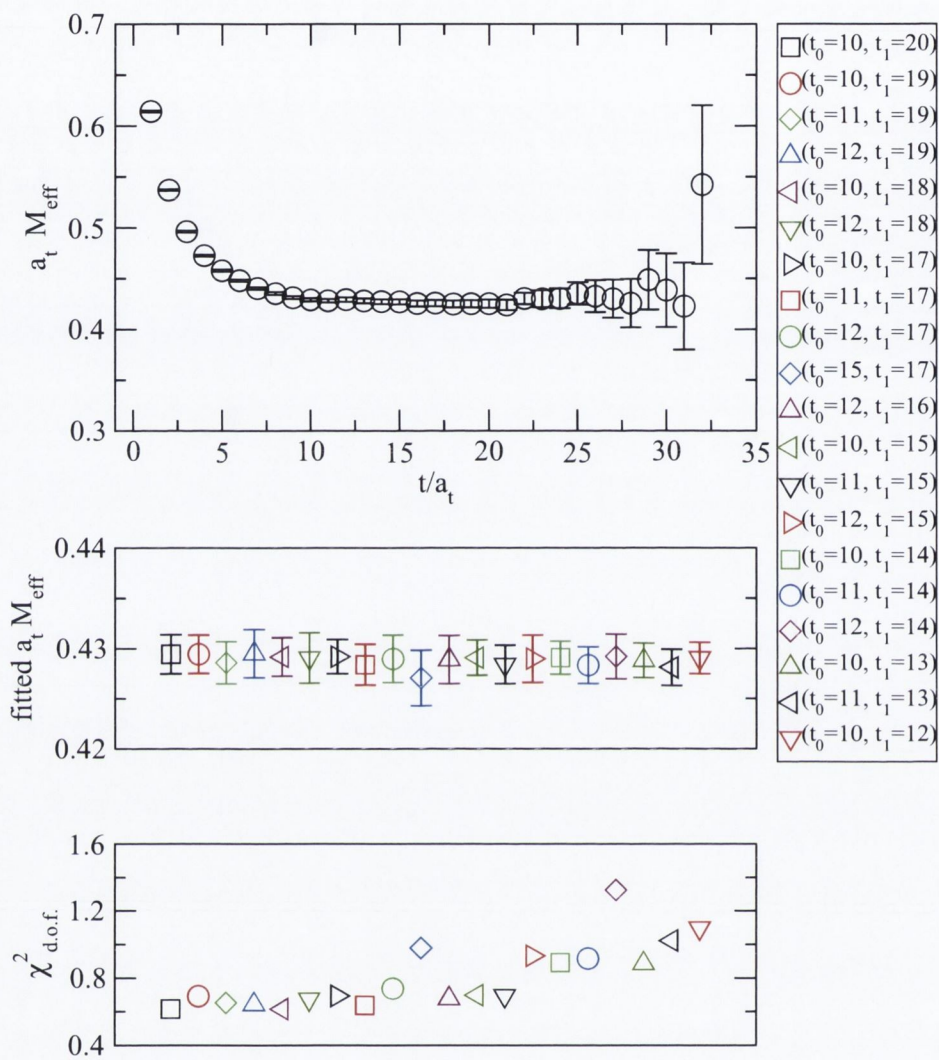 0.7
0.6
0.5
0.4
0.3
a_t M_eff
0 5 10 15 20 25 30 35
t/a_t
0.44
0.43
0.42
fitted a_t M_eff
1.6
1.2
0.8
0.4
χ²_d.o.f.
(t_0=10, t_1=20)
(t_0=10, t_1=19)
(t_0=11, t_1=19)
(t_0=12, t_1=19)
(t_0=10, t_1=18)
(t_0=12, t_1=18)
(t_0=10, t_1=17)
(t_0=11, t_1=17)
(t_0=12, t_1=17)
(t_0=15, t_1=17)
(t_0=12, t_1=16)
(t_0=10, t_1=15)
(t_0=11, t_1=15)
(t_0=12, t_1=15)
(t_0=10, t_1=14)
(t_0=11, t_1=14)
(t_0=12, t_1=14)
(t_0=10, t_1=13)
(t_0=11, t_1=13)
(t_0=10, t_1=12)